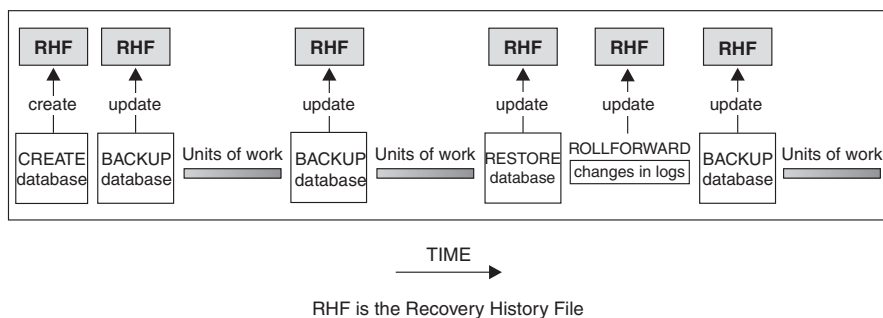 RHF RHF RHF RHF RHF RHF
create update update update update update
CREATE database
BACKUP database
Units of work
BACKUP database
Units of work
RESTORE database
ROLLFORWARD
changes in logs
BACKUP database
Units of work
TIME
RHF is the Recovery History File